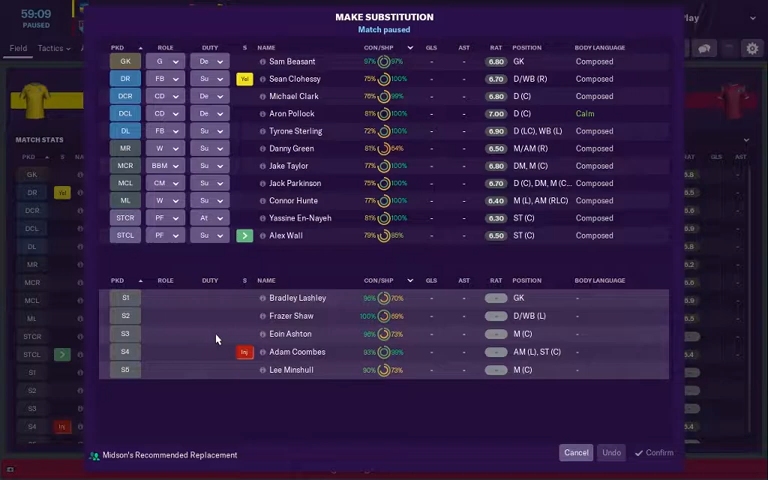 59:09
PAUSED
MAKE SUBSTITUTION
Match paused
Play
Field Tactics
MATCH STATS
PKD ROLE DUTY S NAME CON/SHP GLS AST RAT POSITION BODY LANGUAGE
GK G De Sam Beasant 97% 97% - - 6.80 GK Composed
DR FB Su Yel Sean Clohessy 75% 100% - - 6.70 D/WB (R) Composed
DCR CD De Michael Clark 76% 99% - - 6.80 D (C) Composed
DCL CD De Aron Pollock 81% 100% - - 7.00 D (C) Calm
DL FB Su Tyrone Sterling 72% 100% - - 6.90 D (LC), WB (L) Composed
MR W Su Danny Green 81% 64% - - 6.50 M/AM (R) Composed
MCR BBM Su Jake Taylor 77% 100% - - 6.80 DM, M (C) Composed
MCL CM Su Jack Parkinson 75% 100% - - 6.70 D (C), DM, M (C... Composed
ML W Su Connor Hunte 77% 100% - - 6.40 M (L), AM (RLC) Composed
STCR PF At Yassine En-Nayeh 81% 100% - - 6.30 ST (C) Composed
STCL PF Su Alex Wall 79% 85% - - 6.50 ST (C) Composed
PKD ROLE DUTY S NAME CON/SHP GLS AST RAT POSITION BODY LANGUAGE
S1 Bradley Lashley 96% 70% - - - GK
S2 Frazer Shaw 100% 69% - - - D/WB (L)
S3 Eoin Ashton 96% 73% - - - M (C)
S4 Inj Adam Coombes 93% 99% - - - AM (L), ST (C)
S5 Lee Minshull 90% 73% - - - M (C)
Midson's Recommended Replacement
Cancel Undo Confirm